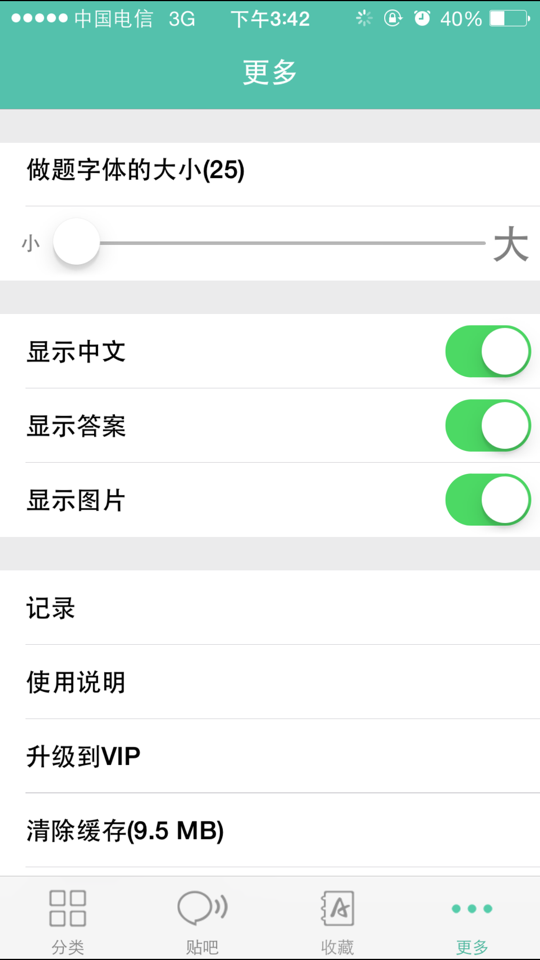 中国电信 3G 下午3:42 40%
更多
做题字体的大小(25)
小 大
显示中文
显示答案
显示图片
记录
使用说明
升级到VIP
清除缓存(9.5 MB)
分类 贴吧 收藏 更多